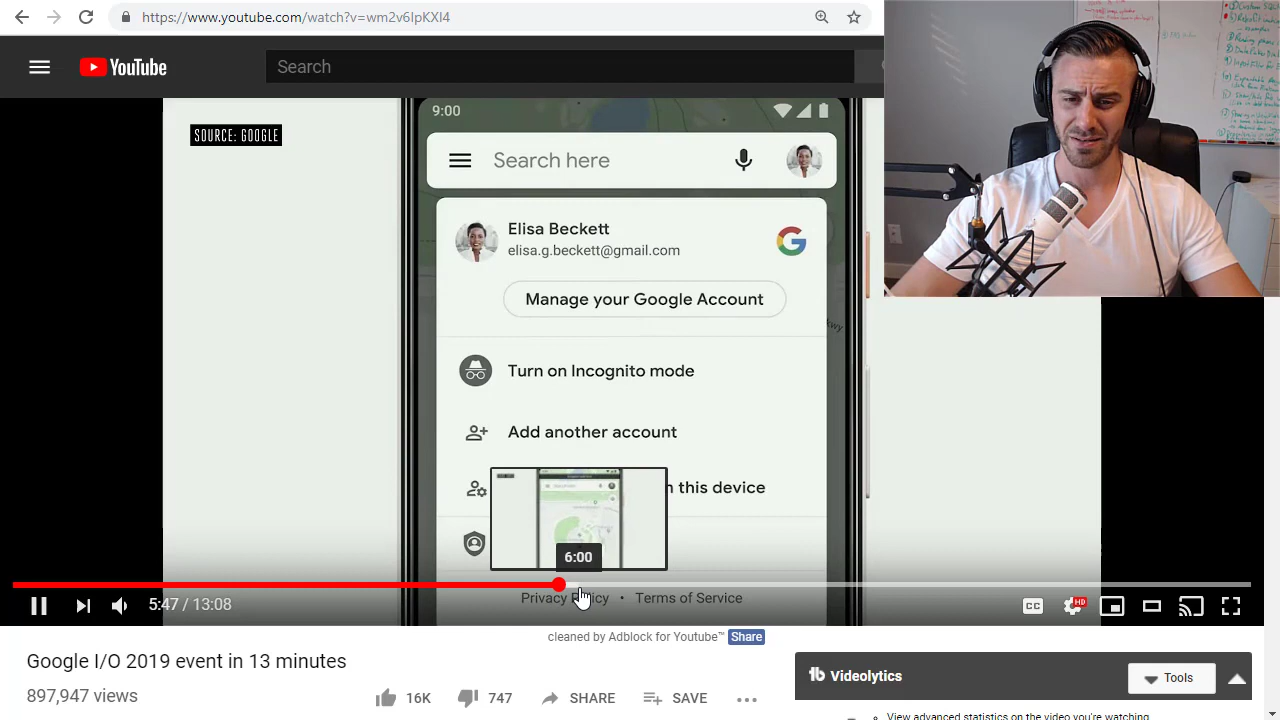 https://www.youtube.com/watch?v=wm2v6IpKXI4
YouTube
Search
SOURCE: GOOGLE
9:00
Search here
Elisa Beckett
elisa.g.beckett@gmail.com
Manage your Google Account
Turn on Incognito mode
Add another account
this device
6:00
Privacy Policy • Terms of Service
5:47 / 13:08
CC
HD
cleaned by Adblock for Youtube™ Share
Google I/O 2019 event in 13 minutes
897,947 views
16K
747
SHARE
SAVE
Videolytics
Tools
View advanced statistics on the video you're watching